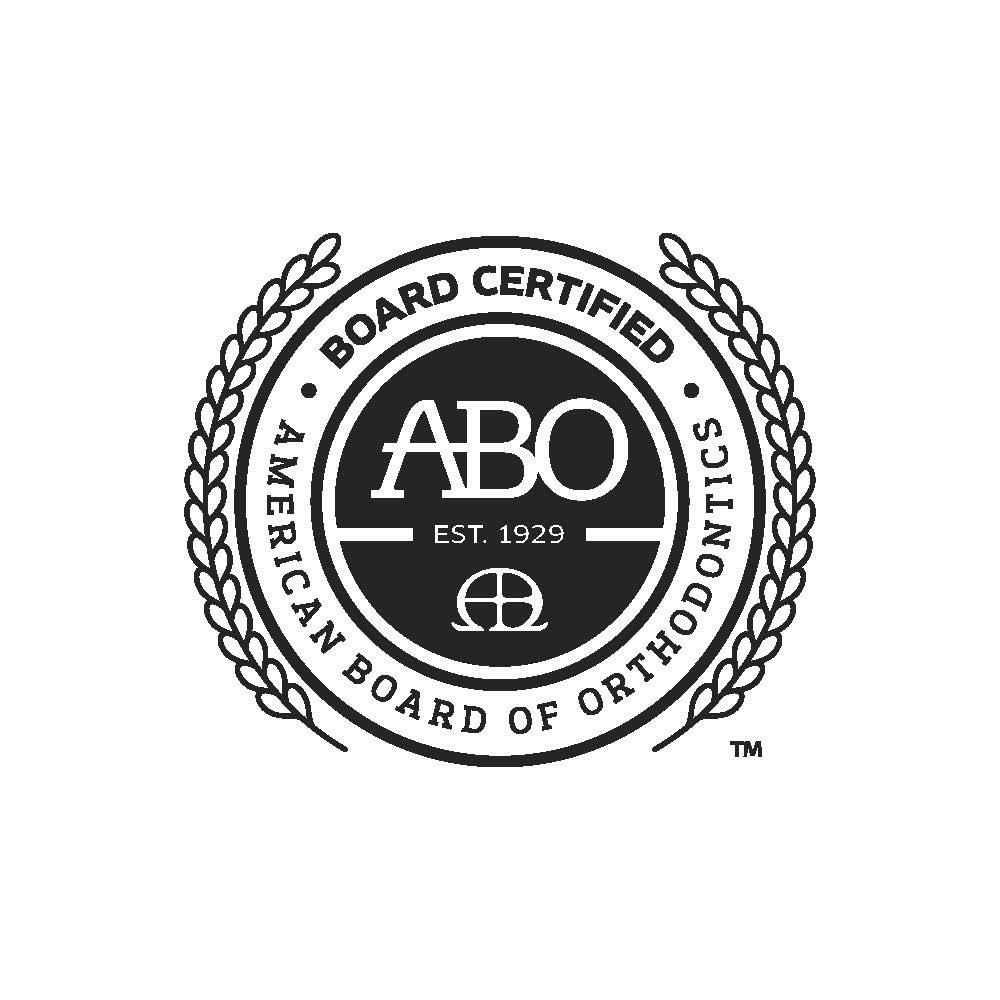 BOARD CERTIFIED
ABO
EST. 1929
AMERICAN BOARD OF ORTHODONTICS
TM